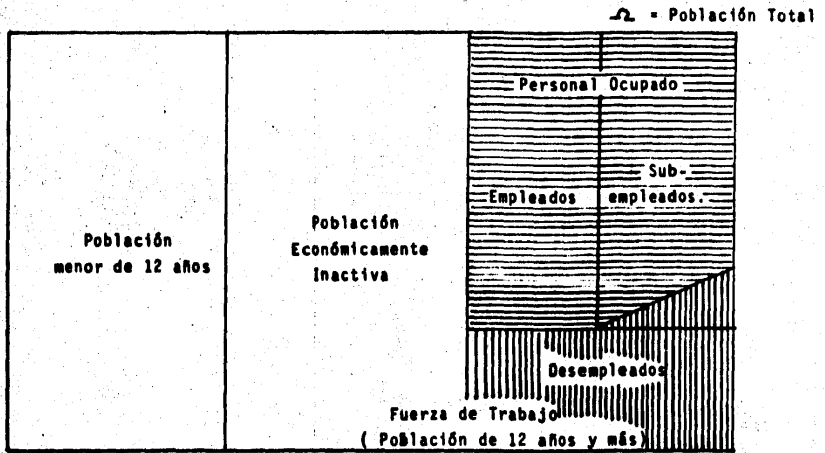 Ω = Población Total
Personal Ocupado
Sub-
Empleados empleados.
Población
menor de 12 años
Población
Económicamente
Inactiva
Desempleados
Fuerza de Trabajo
( Población de 12 años y más)